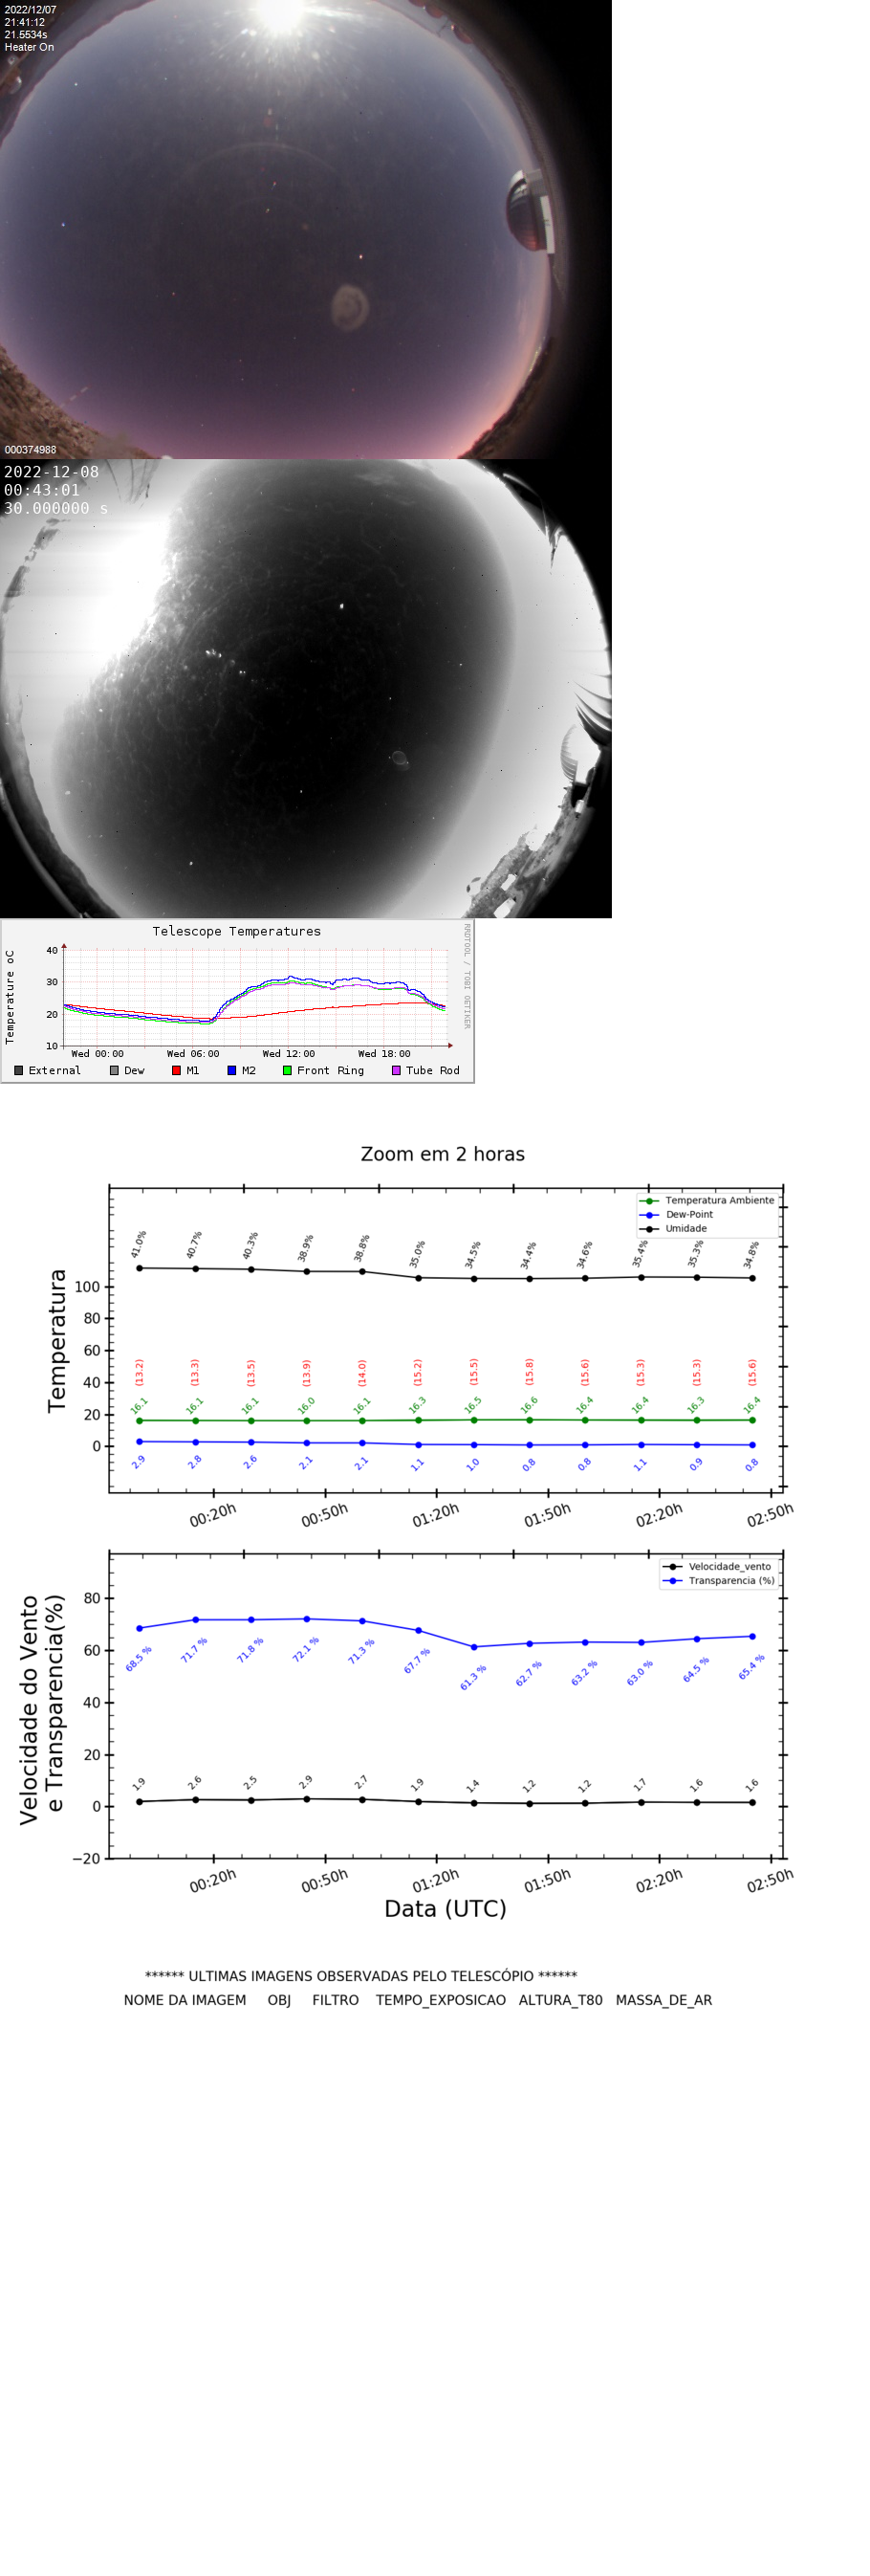 2022/12/07
21:41:12
21.5534s
Heater On
000374988
2022-12-08
00:43:01
30.000000 s
Telescope Temperatures
RRDTOOL / TOBI OETIKER
Temperature oC
40
30
20
10
Wed 00:00 Wed 06:00 Wed 12:00 Wed 18:00
External Dew M1 M2 Front Ring Tube Rod
Zoom em 2 horas
Temperatura Ambiente
Dew-Point
Umidade
41.0% 40.7% 40.3% 38.9% 38.8% 35.0% 34.5% 34.4% 34.6% 35.4% 35.3% 34.8%
Temperatura
100
80
60
40
20
0
(13.2) (13.3) (13.5) (13.9) (14.0) (15.2) (15.5) (15.8) (15.6) (15.3) (15.3) (15.6)
16.1 16.1 16.1 16.0 16.1 16.3 16.5 16.6 16.4 16.4 16.3 16.4
2.9 2.8 2.6 2.1 2.1 1.1 1.0 0.8 0.8 1.1 0.9 0.8
00:20h 00:50h 01:20h 01:50h 02:20h 02:50h
Velocidade_vento
Transparencia (%)
Velocidade do Vento
e Transparencia(%)
80
60
40
20
0
−20
68.5 % 71.7 % 71.8 % 72.1 % 71.3 % 67.7 % 61.3 % 62.7 % 63.2 % 63.0 % 64.5 % 65.4 %
1.9 2.6 2.5 2.9 2.7 1.9 1.4 1.2 1.2 1.7 1.6 1.6
00:20h 00:50h 01:20h 01:50h 02:20h 02:50h
Data (UTC)
****** ULTIMAS IMAGENS OBSERVADAS PELO TELESCÓPIO ******
NOME DA IMAGEM OBJ FILTRO TEMPO_EXPOSICAO ALTURA_T80 MASSA_DE_AR